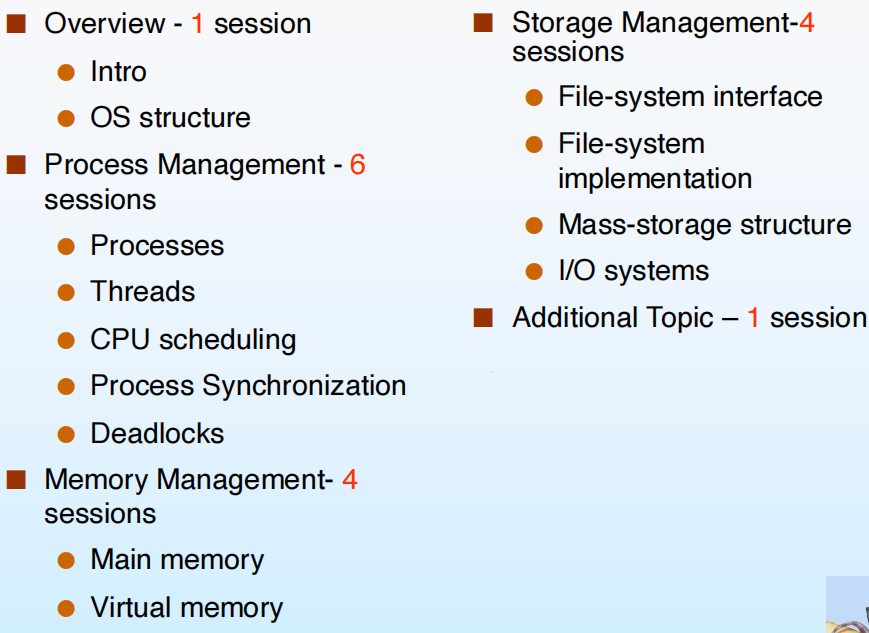 Overview - 1 session
Intro
OS structure
Process Management - 6
sessions
Processes
Threads
CPU scheduling
Process Synchronization
Deadlocks
Memory Management- 4
sessions
Main memory
Virtual memory
Storage Management-4
sessions
File-system interface
File-system
implementation
Mass-storage structure
I/O systems
Additional Topic – 1 session